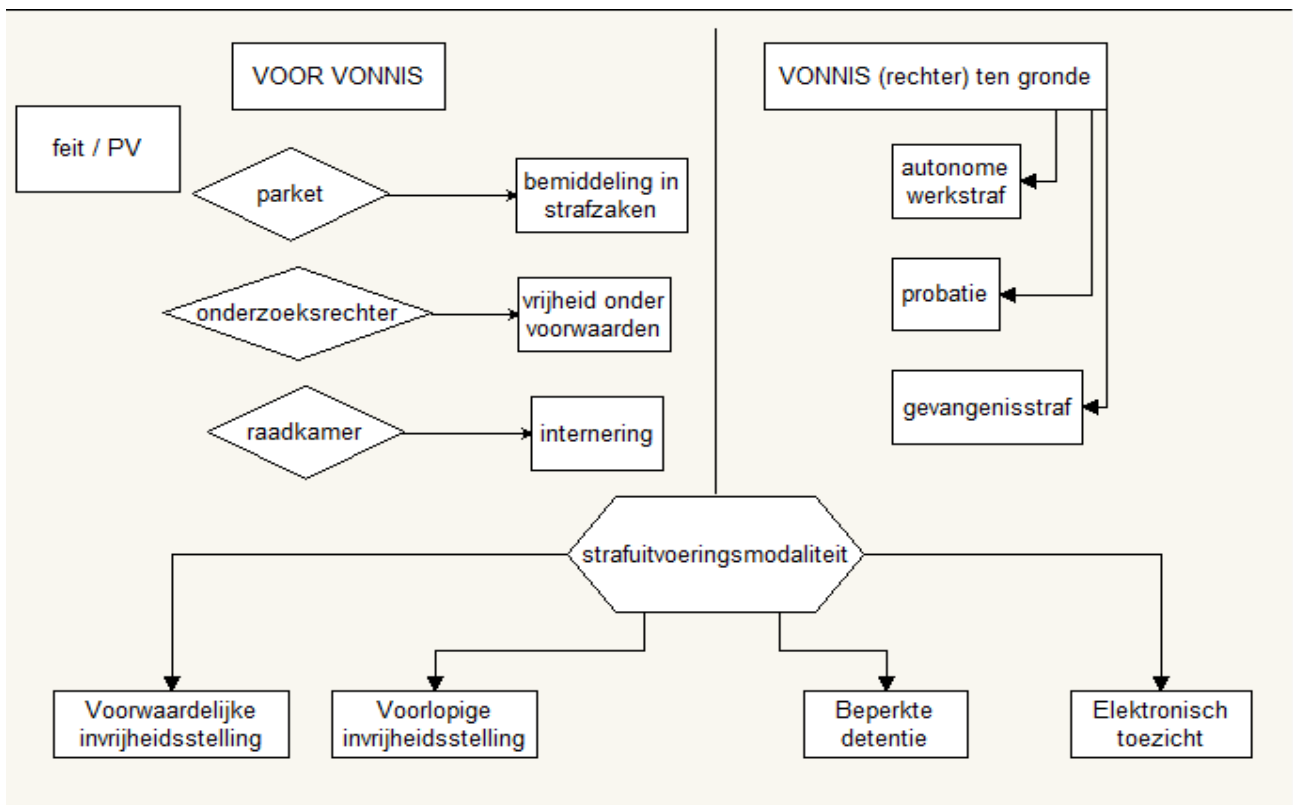 VOOR VONNIS
VONNIS (rechter) ten gronde
feit / PV
parket
bemiddeling in
strafzaken
autonome
werkstraf
onderzoeksrechter
vrijheid onder
voorwaarden
probatie
raadkamer
internering
gevangenisstraf
strafuitvoeringsmodaliteit
Voorwaardelijke
invrijheidsstelling
Voorlopige
invrijheidsstelling
Beperkte
detentie
Elektronisch
toezicht